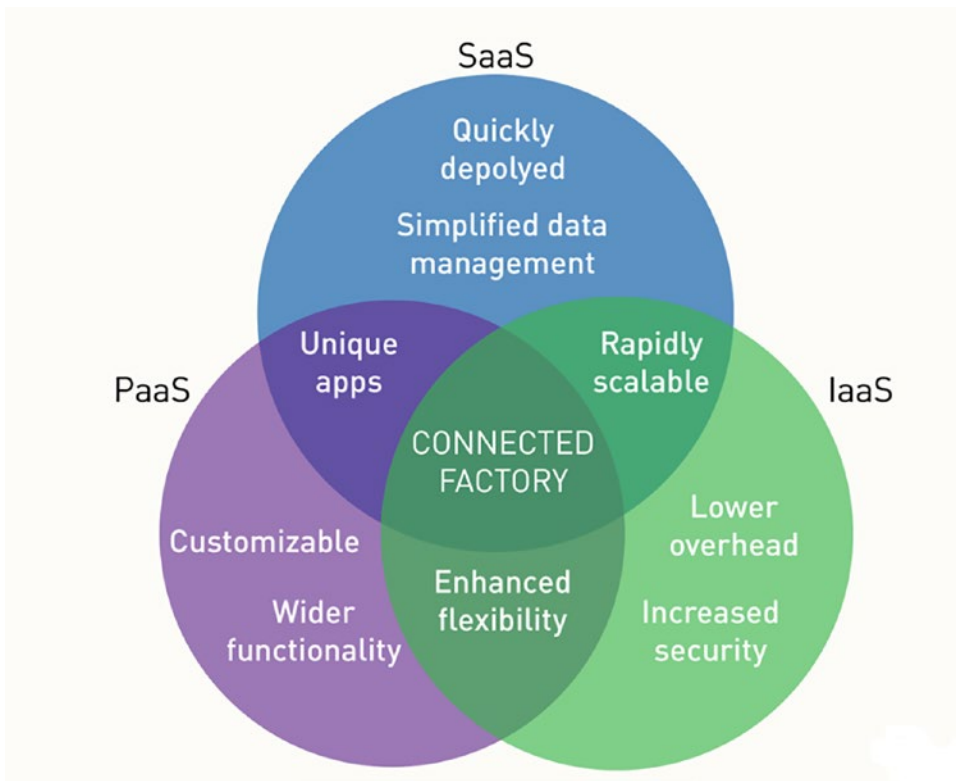 SaaS
Quickly
depolyed
Simplified data
management
Unique
apps
Rapidly
scalable
PaaS
IaaS
CONNECTED
FACTORY
Customizable
Lower
overhead
Enhanced
flexibility
Wider
functionality
Increased
security